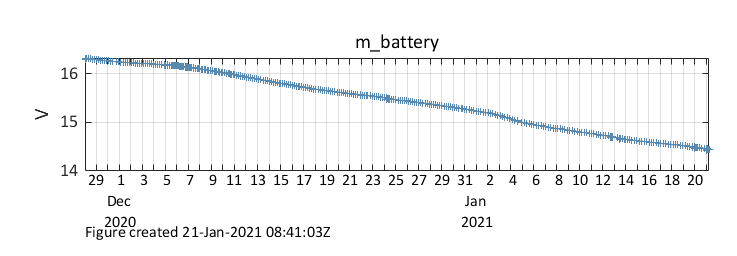 m_battery
V
16
15
14
29 1 3 5 7 9 11 13 15 17 19 21 23 25 27 29 31 2 4 6 8 10 12 14 16 18 20
Dec Jan
2020 2021
Figure created 21-Jan-2021 08:41:03Z